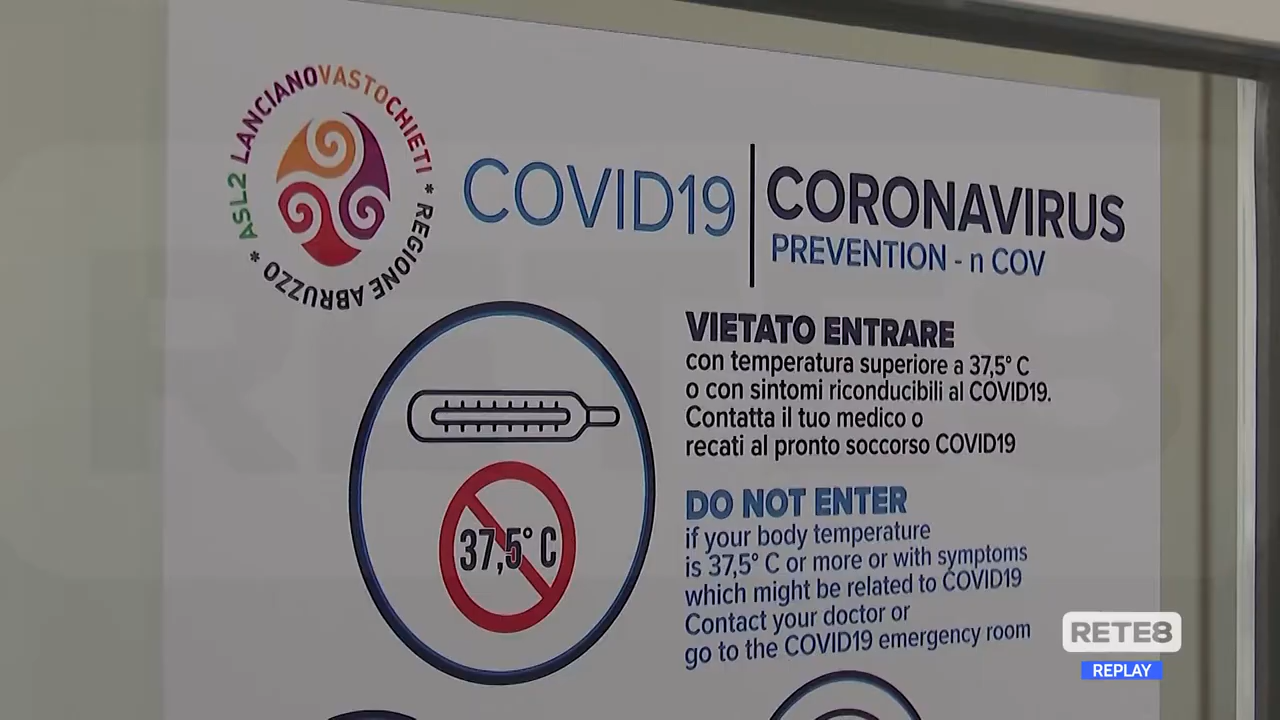 ASL2 LANCIANOVASTOCHIETI * REGIONE ABRUZZO *
COVID19
CORONAVIRUS
PREVENTION - n COV
VIETATO ENTRARE
con temperatura superiore a 37,5° C
o con sintomi riconducibili al COVID19.
Contatta il tuo medico o
recati al pronto soccorso COVID19
37,5° C
DO NOT ENTER
if your body temperature
is 37,5° C or more or with symptoms
which might be related to COVID19
Contact your doctor or
go to the COVID19 emergency room
RETE8
REPLAY